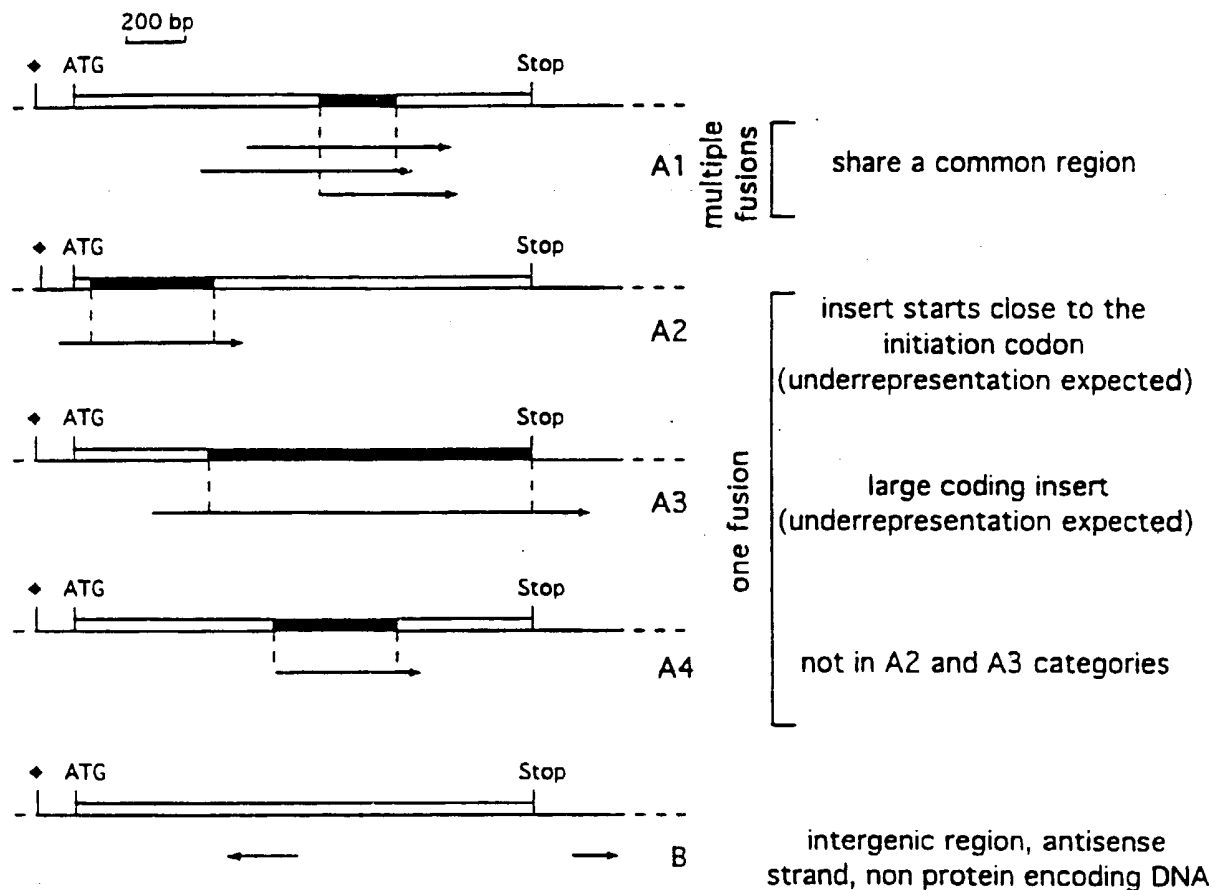 200 bp
◆ ATG Stop
A1
multiple
fusions
share a common region
◆ ATG Stop
A2
insert starts close to the
initiation codon
(underrepresentation expected)
◆ ATG Stop
A3
one fusion
large coding insert
(underrepresentation expected)
◆ ATG Stop
A4
not in A2 and A3 categories
◆ ATG Stop
B
intergenic region, antisense
strand, non protein encoding DNA